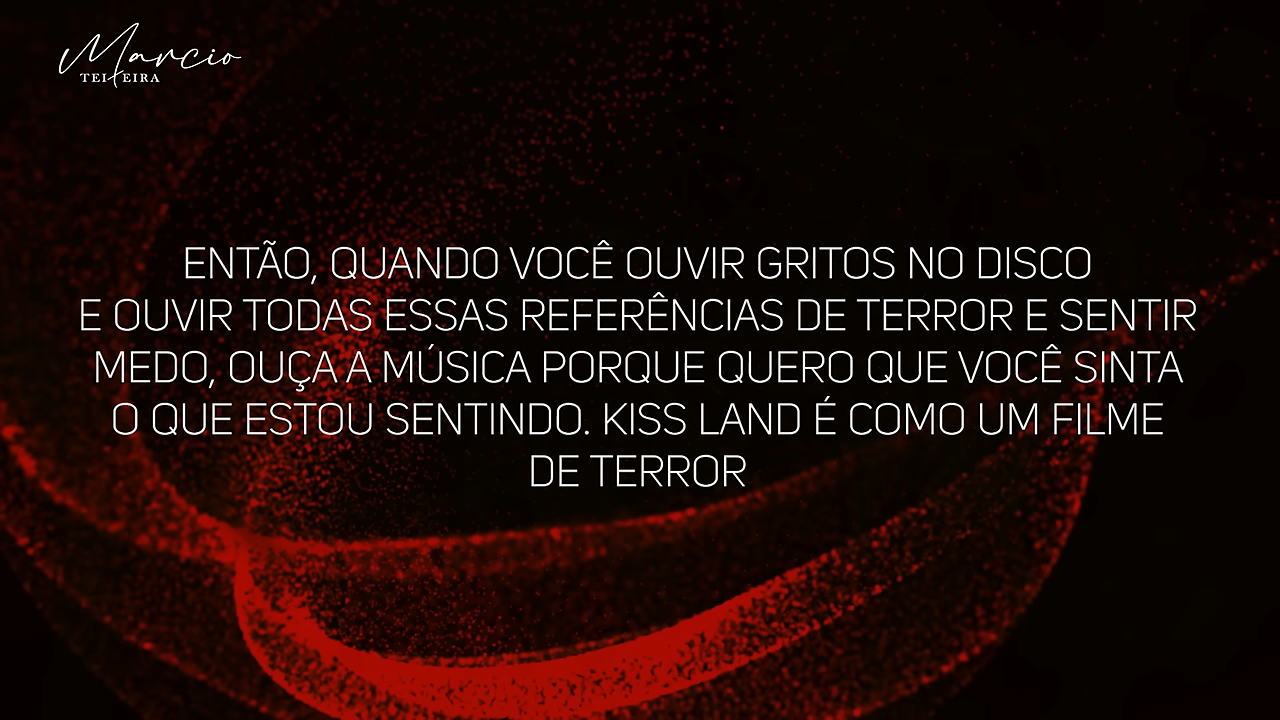 Marcio
TEIXEIRA
ENTÃO, QUANDO VOCÊ OUVIR GRITOS NO DISCO
E OUVIR TODAS ESSAS REFERÊNCIAS DE TERROR E SENTIR
MEDO, OUÇA A MÚSICA PORQUE QUERO QUE VOCÊ SINTA
O QUE ESTOU SENTINDO. KISS LAND É COMO UM FILME
DE TERROR